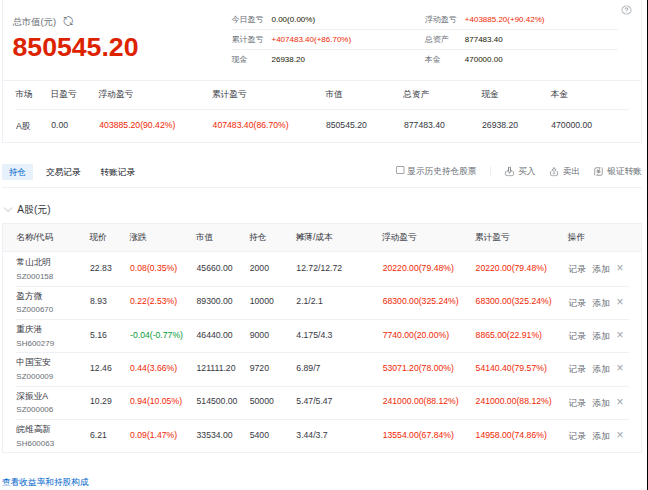 总市值(元)
850545.20
今日盈亏 0.00(0.00%) 浮动盈亏 +403885.20(+90.42%)
累计盈亏 +407483.40(+86.70%) 总资产 877483.40
现金 26938.20 本金 470000.00
市场 日盈亏 浮动盈亏 累计盈亏 市值 总资产 现金 本金
A股 0.00 403885.20(90.42%) 407483.40(86.70%) 850545.20 877483.40 26938.20 470000.00
持仓 交易记录 转账记录 显示历史持仓股票 买入 卖出 银证转账
A股(元)
名称/代码 现价 涨跌 市值 持仓 摊薄/成本 浮动盈亏 累计盈亏 操作
常山北明
SZ000158 22.83 0.08(0.35%) 45660.00 2000 12.72/12.72 20220.00(79.48%) 20220.00(79.48%) 记录 添加 ×
盈方微
SZ000670 8.93 0.22(2.53%) 89300.00 10000 2.1/2.1 68300.00(325.24%) 68300.00(325.24%) 记录 添加 ×
重庆港
SH600279 5.16 -0.04(-0.77%) 46440.00 9000 4.175/4.3 7740.00(20.00%) 8865.00(22.91%) 记录 添加 ×
中国宝安
SZ000009 12.46 0.44(3.66%) 121111.20 9720 6.89/7 53071.20(78.00%) 54140.40(79.57%) 记录 添加 ×
深振业A
SZ000006 10.29 0.94(10.05%) 514500.00 50000 5.47/5.47 241000.00(88.12%) 241000.00(88.12%) 记录 添加 ×
皖维高新
SH600063 6.21 0.09(1.47%) 33534.00 5400 3.44/3.7 13554.00(67.84%) 14958.00(74.86%) 记录 添加 ×
查看收益率和持股构成